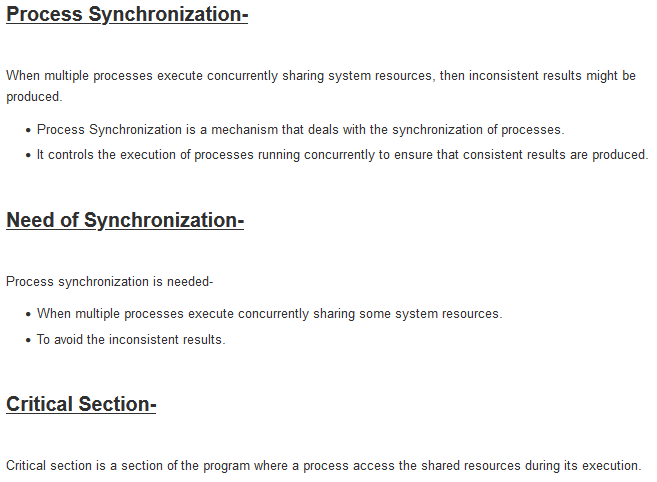 Process Synchronization-
When multiple processes execute concurrently sharing system resources, then inconsistent results might be
produced.
• Process Synchronization is a mechanism that deals with the synchronization of processes.
• It controls the execution of processes running concurrently to ensure that consistent results are produced.
Need of Synchronization-
Process synchronization is needed-
• When multiple processes execute concurrently sharing some system resources.
• To avoid the inconsistent results.
Critical Section-
Critical section is a section of the program where a process access the shared resources during its execution.